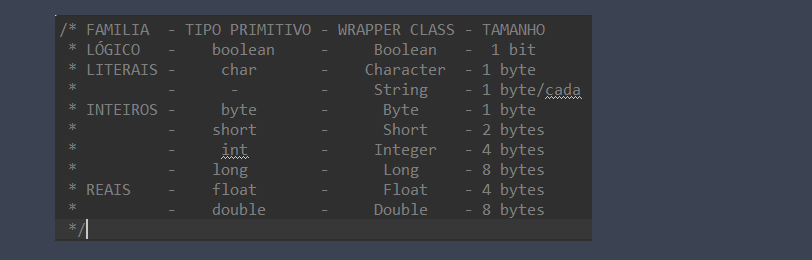 /* FAMILIA - TIPO PRIMITIVO - WRAPPER CLASS - TAMANHO
* LÓGICO - boolean - Boolean - 1 bit
* LITERAIS - char - Character - 1 byte
* - - - String - 1 byte/cada
* INTEIROS - byte - Byte - 1 byte
* - short - Short - 2 bytes
* - int - Integer - 4 bytes
* - long - Long - 8 bytes
* REAIS - float - Float - 4 bytes
* - double - Double - 8 bytes
*/